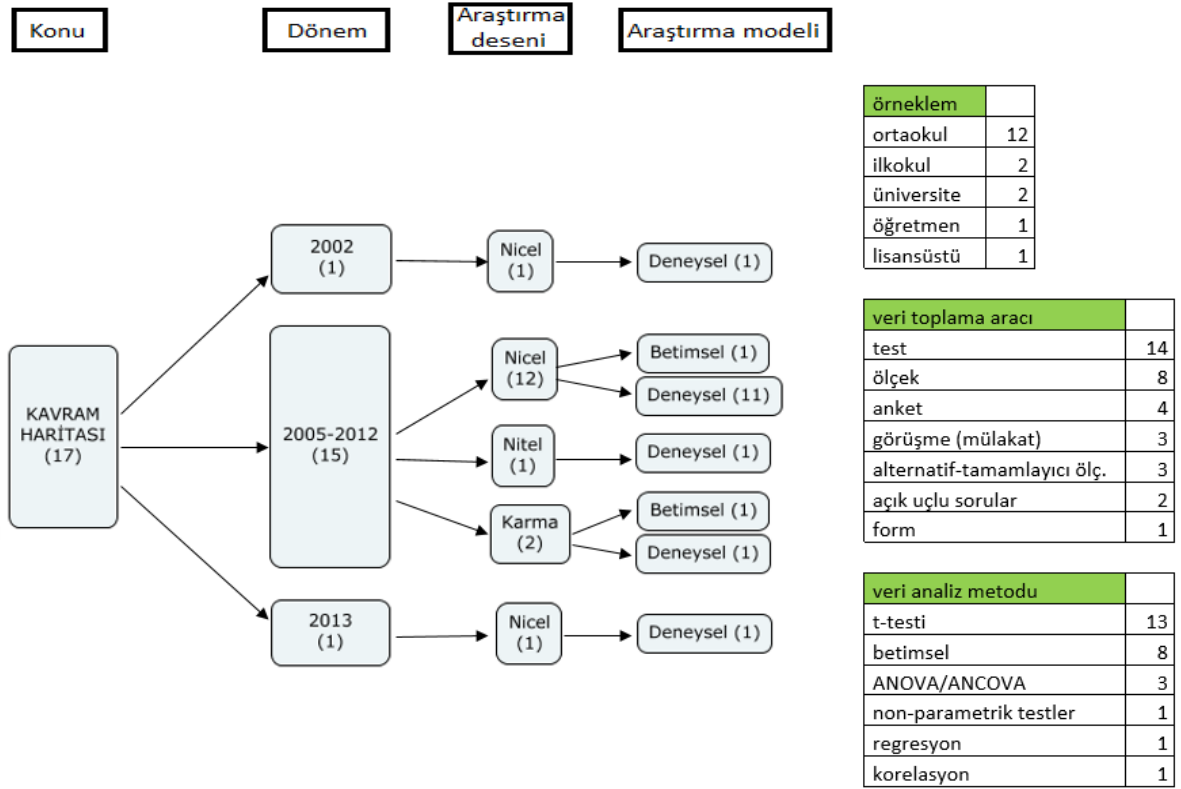 Konu
Dönem
Araştırma
deseni
Araştırma modeli
KAVRAM
HARİTASI
(17)
2002
(1)
Nicel
(1)
Deneysel (1)
2005-2012
(15)
Nicel
(12)
Betimsel (1)
Deneysel (11)
Nitel
(1)
Deneysel (1)
Karma
(2)
Betimsel (1)
Deneysel (1)
2013
(1)
Nicel
(1)
Deneysel (1)
örneklem
ortaokul 12
ilkokul 2
üniversite 2
öğretmen 1
lisansüstü 1
veri toplama aracı
test 14
ölçek 8
anket 4
görüşme (mülakat) 3
alternatif-tamamlayıcı ölç. 3
açık uçlu sorular 2
form 1
veri analiz metodu
t-testi 13
betimsel 8
ANOVA/ANCOVA 3
non-parametrik testler 1
regresyon 1
korelasyon 1